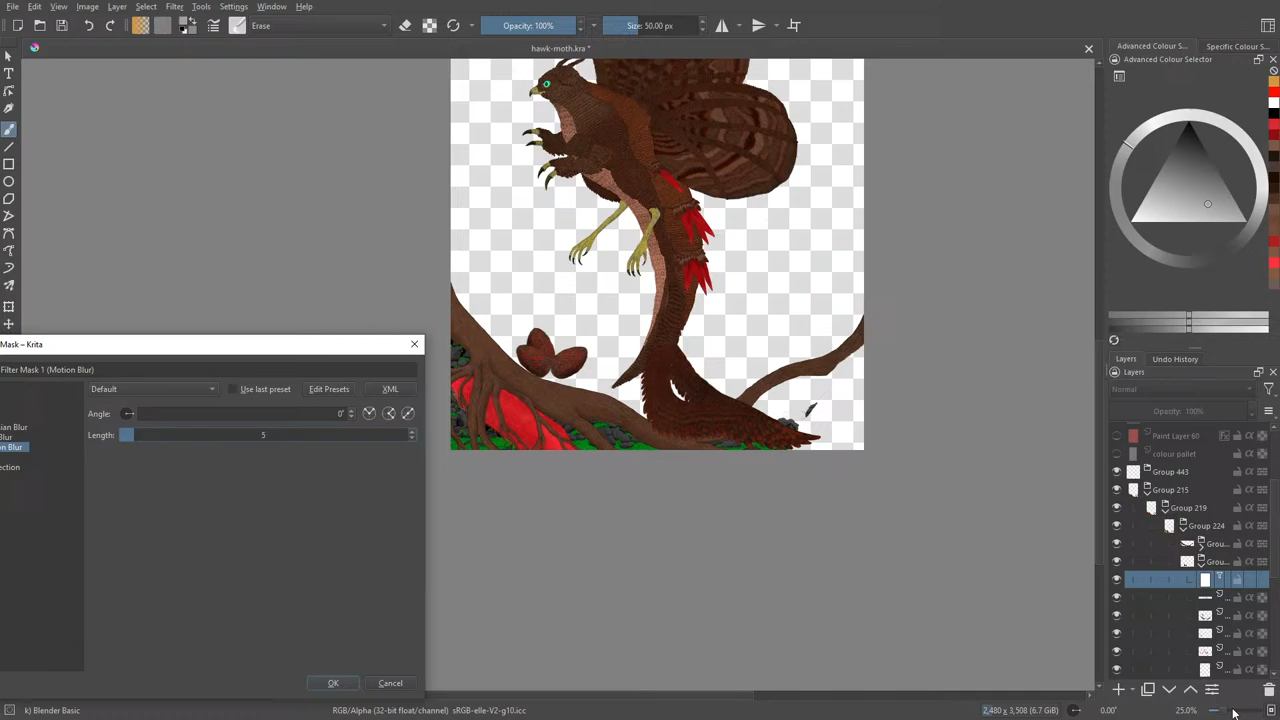 File Edit View Image Layer Select Filter Tools Settings Window Help
Erase Opacity: 100% Size: 50.00 px
hawk-moth.kra *
Advanced Colour S... Specific Colour S...
Advanced Colour Selector
Mask – Krita
Filter Mask 1 (Motion Blur)
Default Use last preset Edit Presets XML
Angle: 0°
Length: 5
OK Cancel
Layers Undo History
Layers
Normal
Opacity: 100%
Paint Layer 60
colour pallet
Group 443
Group 215
Group 219
Group 224
Grou...
Grou...
k) Blender Basic RGB/Alpha (32-bit float/channel) sRGB-elle-V2-g10.icc 2,480 x 3,508 (6.7 GiB) 0.00° 25.0%